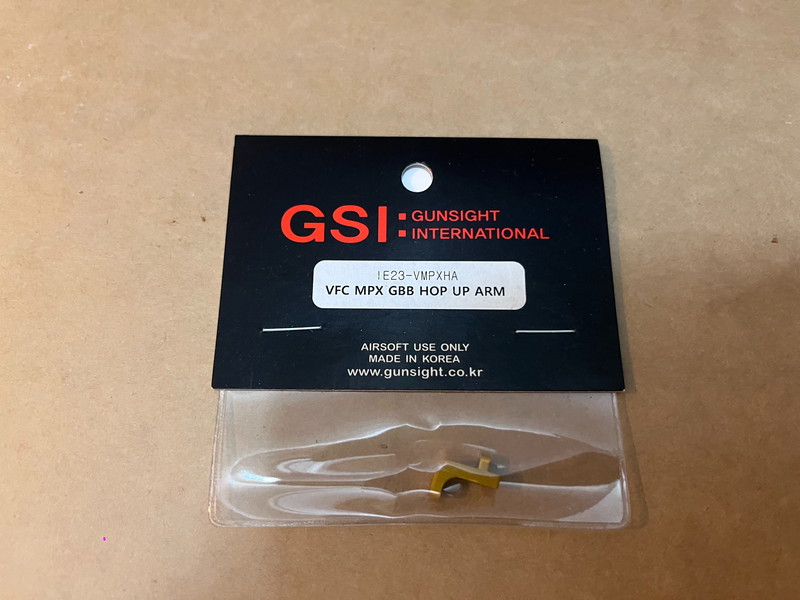 GSI: GUNSIGHT
INTERNATIONAL
IE23-VMPXHA
VFC MPX GBB HOP UP ARM
AIRSOFT USE ONLY
MADE IN KOREA
www.gunsight.co.kr